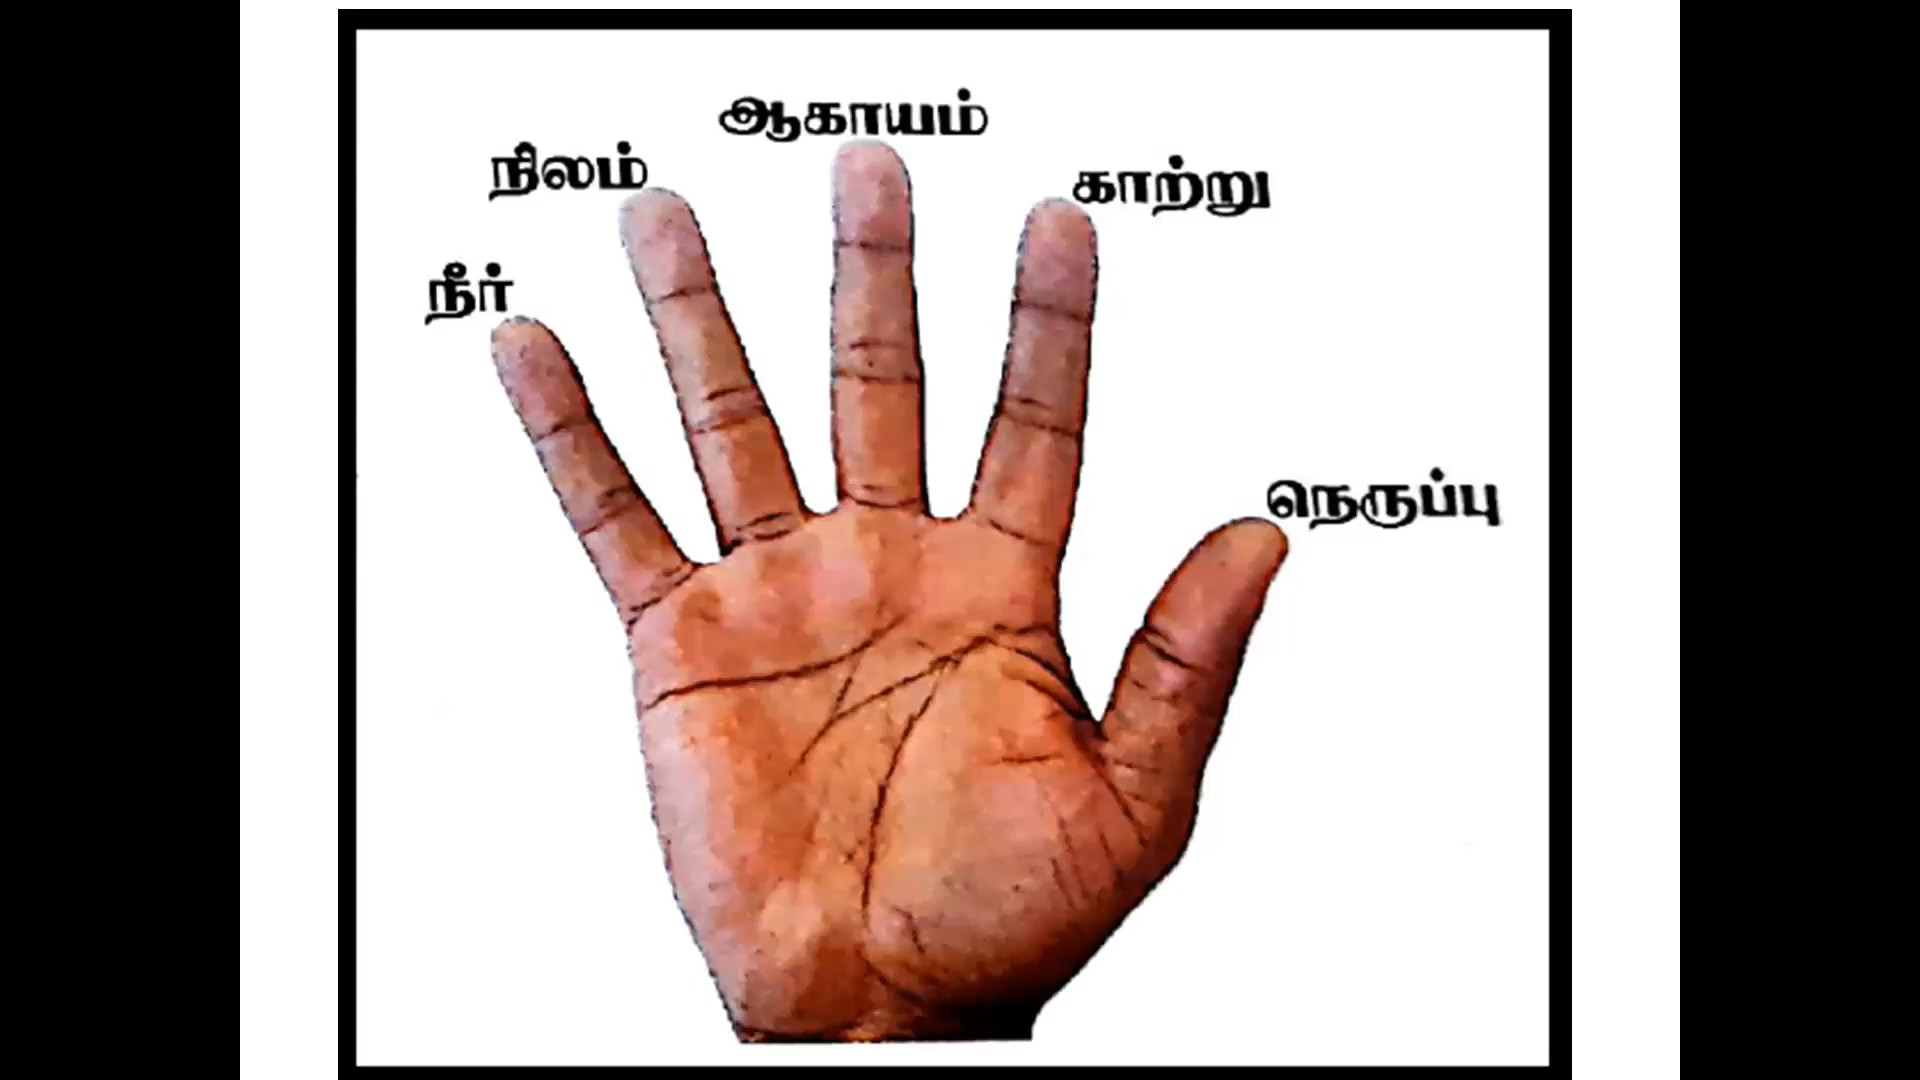 ஆகாயம்
நிலம்
காற்று
நீர்
நெருப்பு